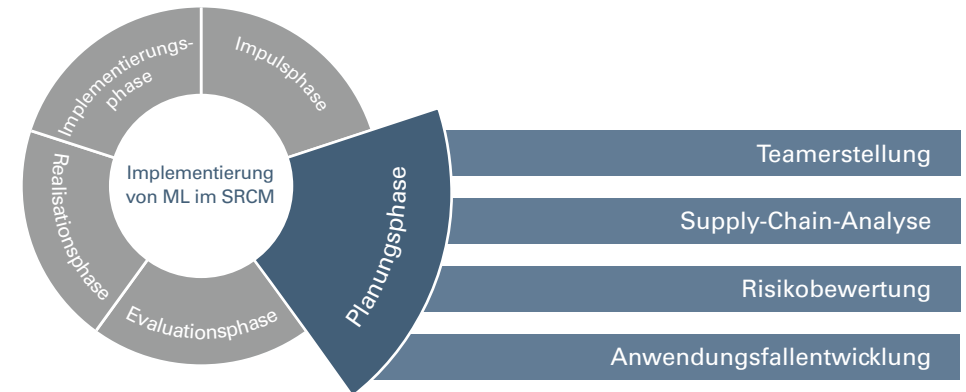 Implementierungs-
phase
Impulsphase
Implementierung
von ML im SRCM
Realisationsphase
Evaluationsphase
Planungsphase
Teamerstellung
Supply-Chain-Analyse
Risikobewertung
Anwendungsfallentwicklung